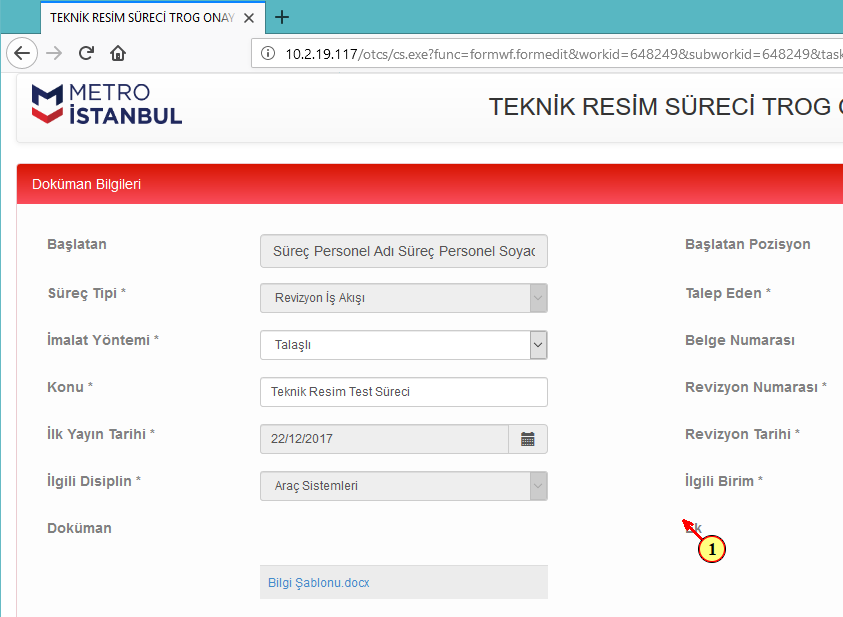 TEKNİK RESİM SÜRECİ TROG ONAY
10.2.19.117/otcs/cs.exe?func=formwf.formedit&workid=648249&subworkid=648249&task
METRO
İSTANBUL
TEKNİK RESİM SÜRECİ TROG
Doküman Bilgileri
Başlatan
Süreç Personel Adı Süreç Personel Soyad
Başlatan Pozisyon
Süreç Tipi *
Revizyon İş Akışı
Talep Eden *
İmalat Yöntemi *
Talaşlı
Belge Numarası
Konu *
Teknik Resim Test Süreci
Revizyon Numarası *
İlk Yayın Tarihi *
22/12/2017
Revizyon Tarihi *
İlgili Disiplin *
Araç Sistemleri
İlgili Birim *
Doküman
Ek
1
Bilgi Şablonu.docx